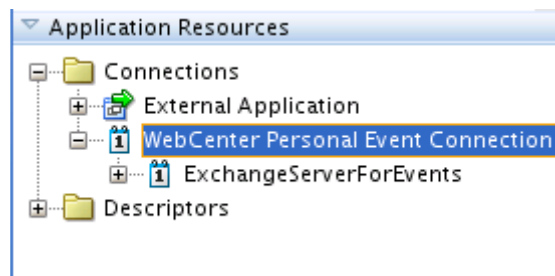 Application Resources
Connections
External Application
WebCenter Personal Event Connection
ExchangeServerForEvents
Descriptors